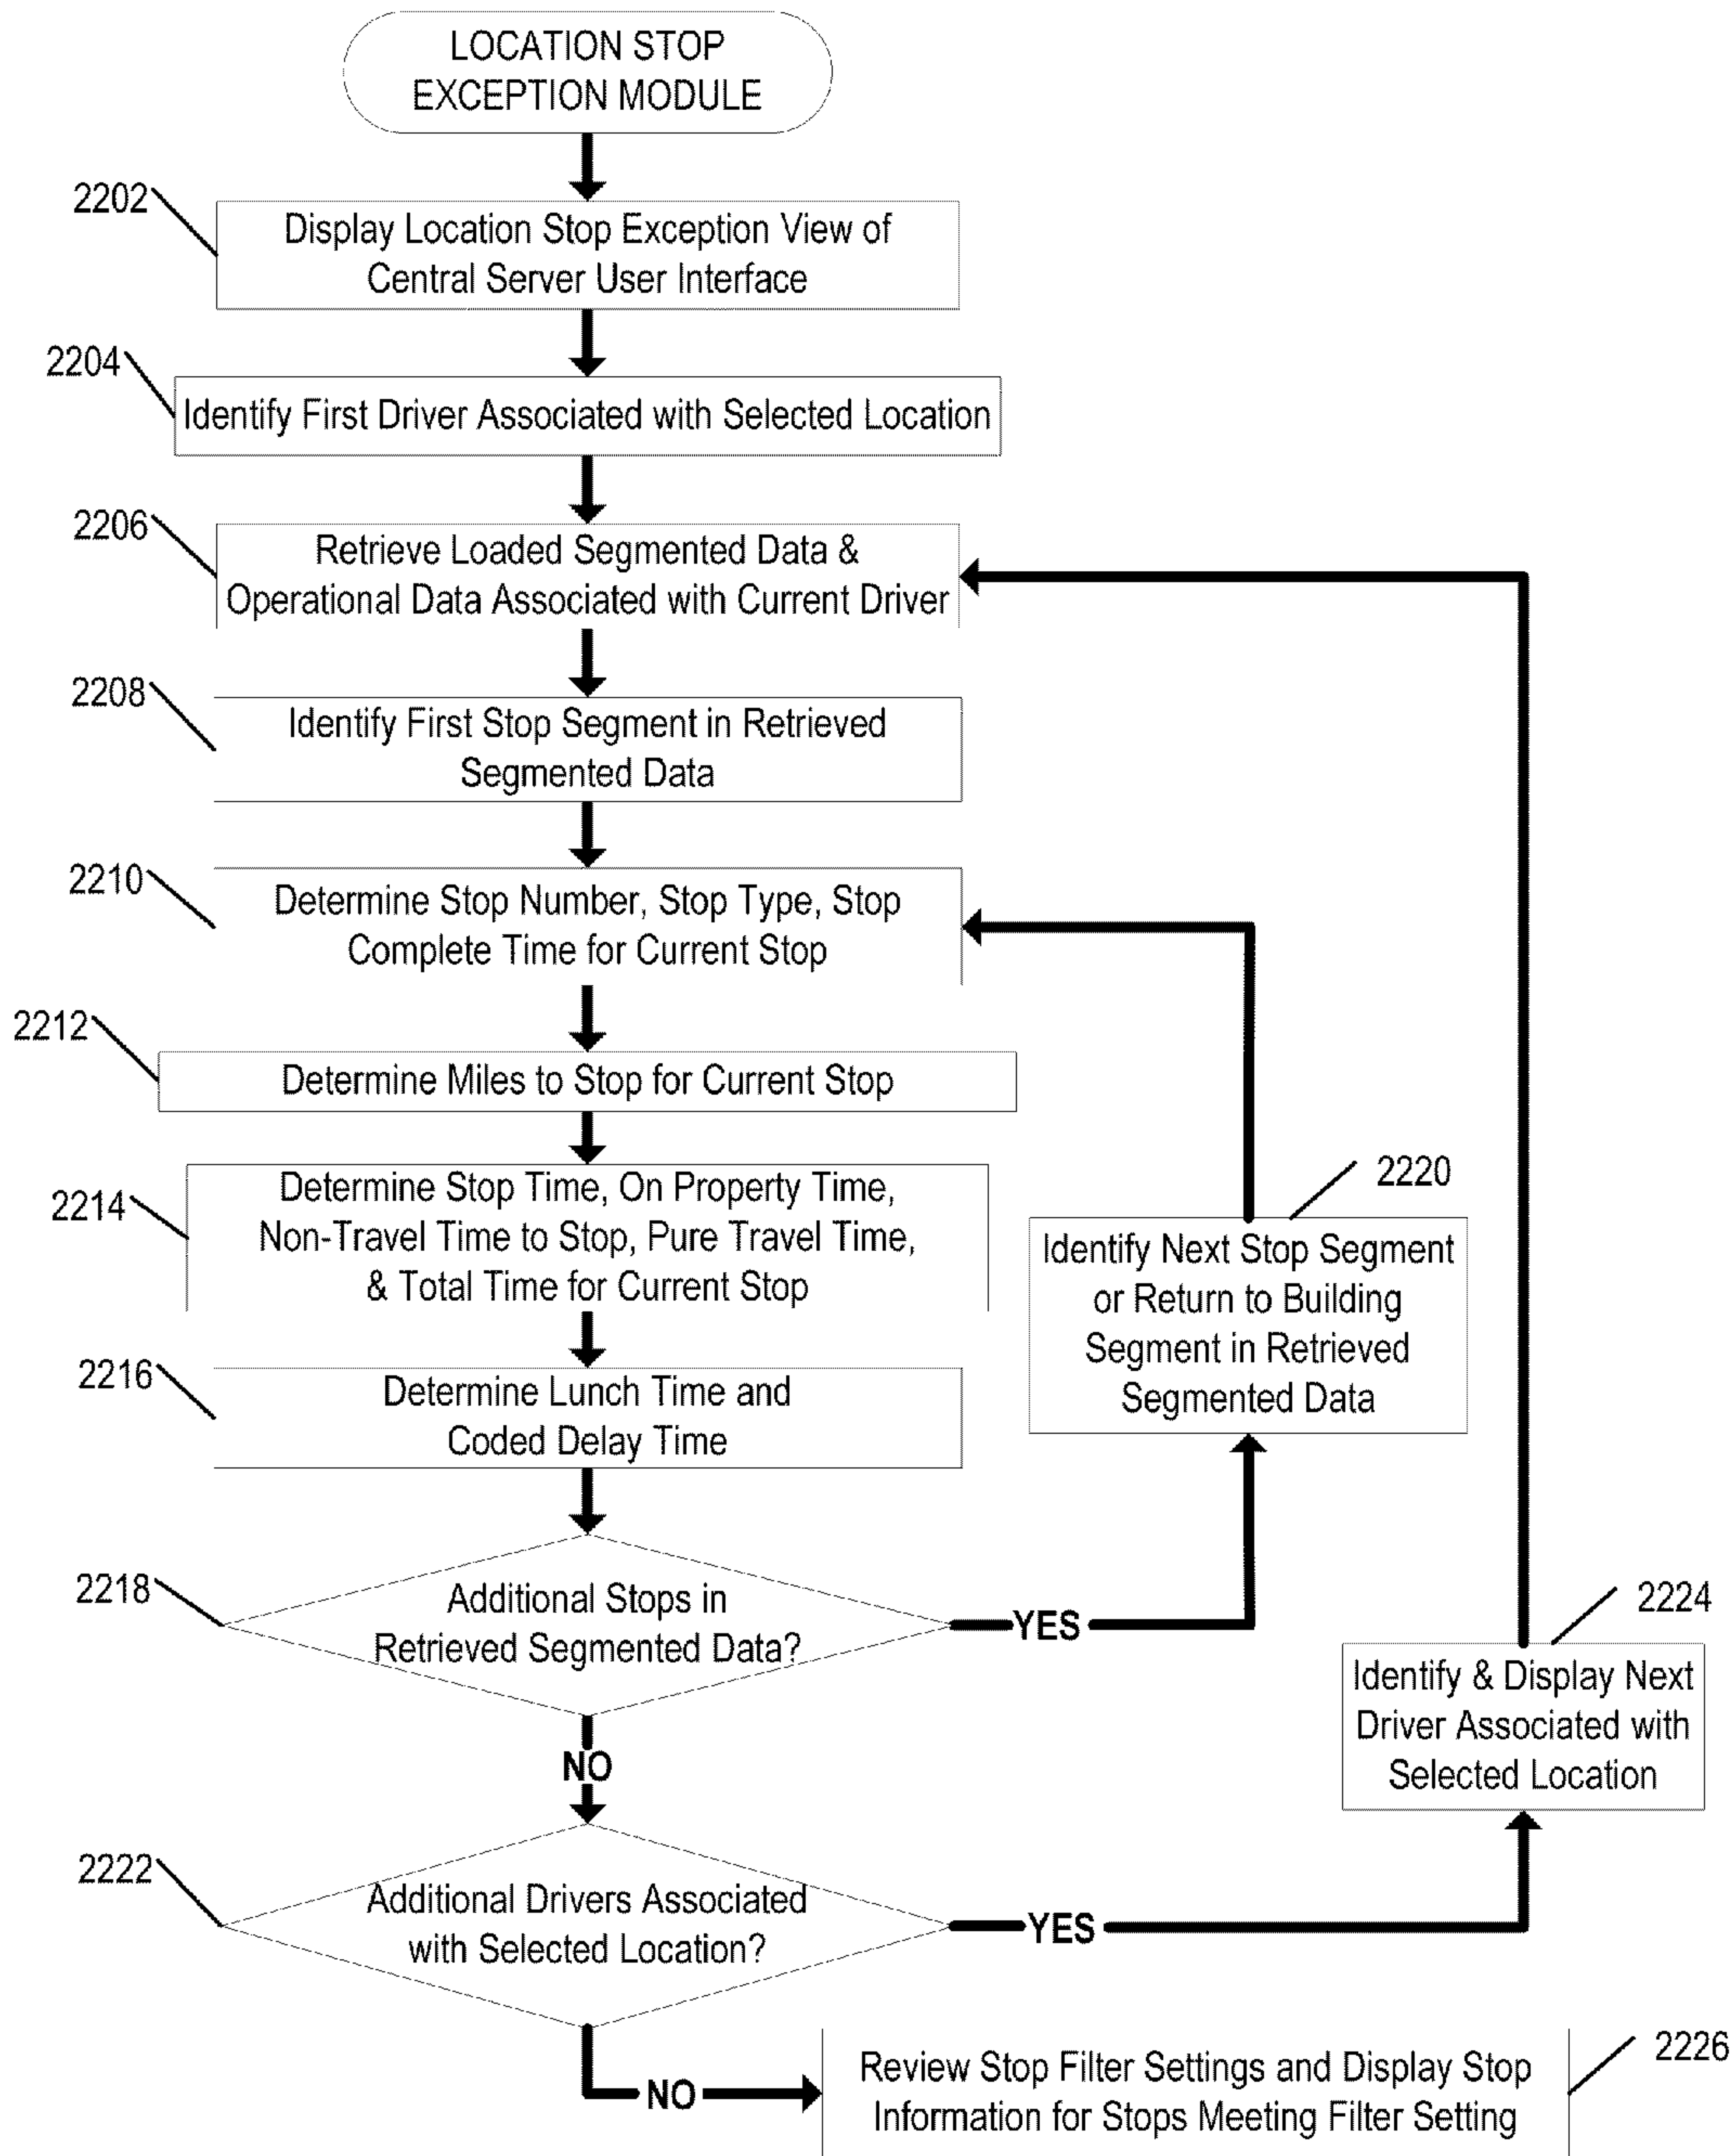 LOCATION STOP
EXCEPTION MODULE
2202
Display Location Stop Exception View of
Central Server User Interface
2204
Identify First Driver Associated with Selected Location
2206
Retrieve Loaded Segmented Data &
Operational Data Associated with Current Driver
2208
Identify First Stop Segment in Retrieved
Segmented Data
2210
Determine Stop Number, Stop Type, Stop
Complete Time for Current Stop
2212
Determine Miles to Stop for Current Stop
2214
Determine Stop Time, On Property Time,
Non-Travel Time to Stop, Pure Travel Time,
& Total Time for Current Stop
2216
Determine Lunch Time and
Coded Delay Time
2218
Additional Stops in
Retrieved Segmented Data?
YES
2220
Identify Next Stop Segment
or Return to Building
Segment in Retrieved
Segmented Data
NO
2222
Additional Drivers Associated
with Selected Location?
YES
2224
Identify & Display Next
Driver Associated with
Selected Location
NO
2226
Review Stop Filter Settings and Display Stop
Information for Stops Meeting Filter Setting